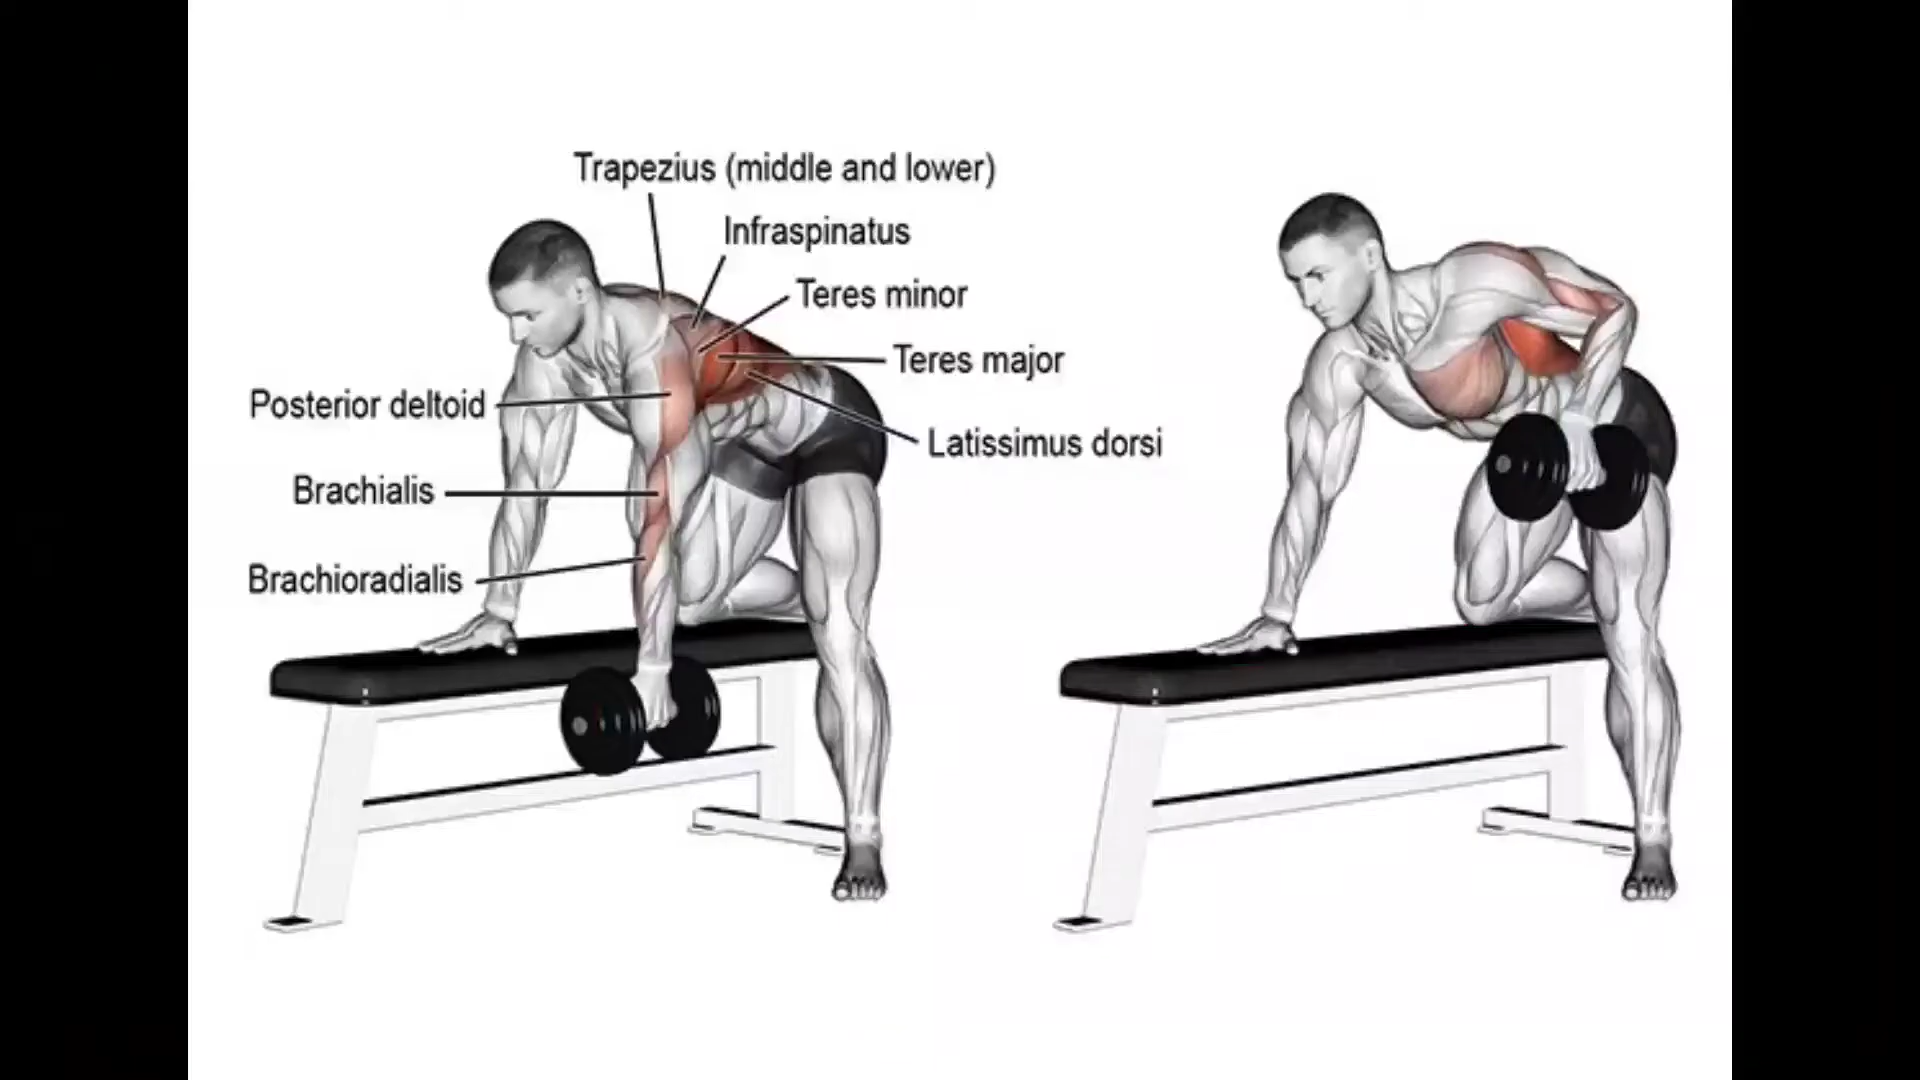 Trapezius (middle and lower)
Infraspinatus
Teres minor
Teres major
Posterior deltoid
Latissimus dorsi
Brachialis
Brachioradialis